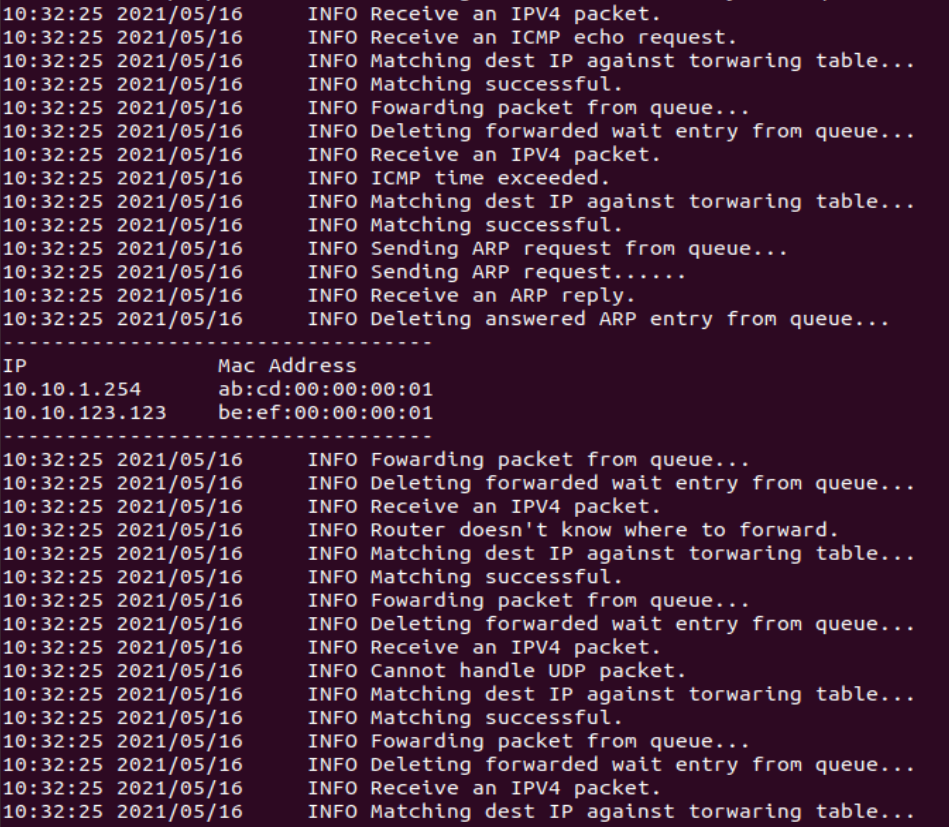 10:32:25 2021/05/16     INFO Receive an IPV4 packet.
10:32:25 2021/05/16     INFO Receive an ICMP echo request.
10:32:25 2021/05/16     INFO Matching dest IP against torwaring table...
10:32:25 2021/05/16     INFO Matching successful.
10:32:25 2021/05/16     INFO Fowarding packet from queue...
10:32:25 2021/05/16     INFO Deleting forwarded wait entry from queue...
10:32:25 2021/05/16     INFO Receive an IPV4 packet.
10:32:25 2021/05/16     INFO ICMP time exceeded.
10:32:25 2021/05/16     INFO Matching dest IP against torwaring table...
10:32:25 2021/05/16     INFO Matching successful.
10:32:25 2021/05/16     INFO Sending ARP request from queue...
10:32:25 2021/05/16     INFO Sending ARP request......
10:32:25 2021/05/16     INFO Receive an ARP reply.
10:32:25 2021/05/16     INFO Deleting answered ARP entry from queue...
----------------------------------
IP               Mac Address
10.10.1.254      ab:cd:00:00:00:01
10.10.123.123    be:ef:00:00:00:01
----------------------------------
10:32:25 2021/05/16     INFO Fowarding packet from queue...
10:32:25 2021/05/16     INFO Deleting forwarded wait entry from queue...
10:32:25 2021/05/16     INFO Receive an IPV4 packet.
10:32:25 2021/05/16     INFO Router doesn't know where to forward.
10:32:25 2021/05/16     INFO Matching dest IP against torwaring table...
10:32:25 2021/05/16     INFO Matching successful.
10:32:25 2021/05/16     INFO Fowarding packet from queue...
10:32:25 2021/05/16     INFO Deleting forwarded wait entry from queue...
10:32:25 2021/05/16     INFO Receive an IPV4 packet.
10:32:25 2021/05/16     INFO Cannot handle UDP packet.
10:32:25 2021/05/16     INFO Matching dest IP against torwaring table...
10:32:25 2021/05/16     INFO Matching successful.
10:32:25 2021/05/16     INFO Fowarding packet from queue...
10:32:25 2021/05/16     INFO Deleting forwarded wait entry from queue...
10:32:25 2021/05/16     INFO Receive an IPV4 packet.
10:32:25 2021/05/16     INFO Matching dest IP against torwaring table...